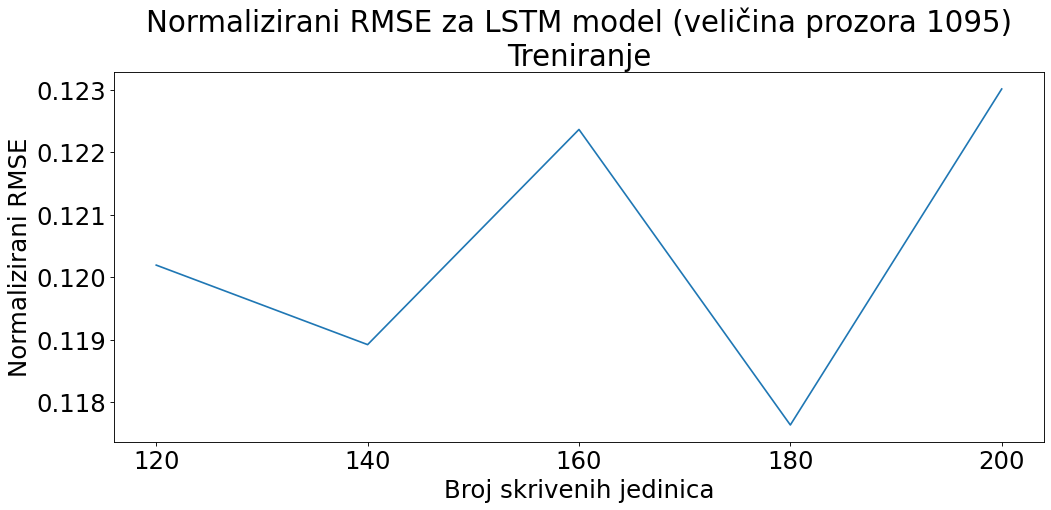 Normalizirani RMSE za LSTM model (veličina prozora 1095)
Treniranje
Normalizirani RMSE
0.123
0.122
0.121
0.120
0.119
0.118
120 140 160 180 200
Broj skrivenih jedinica